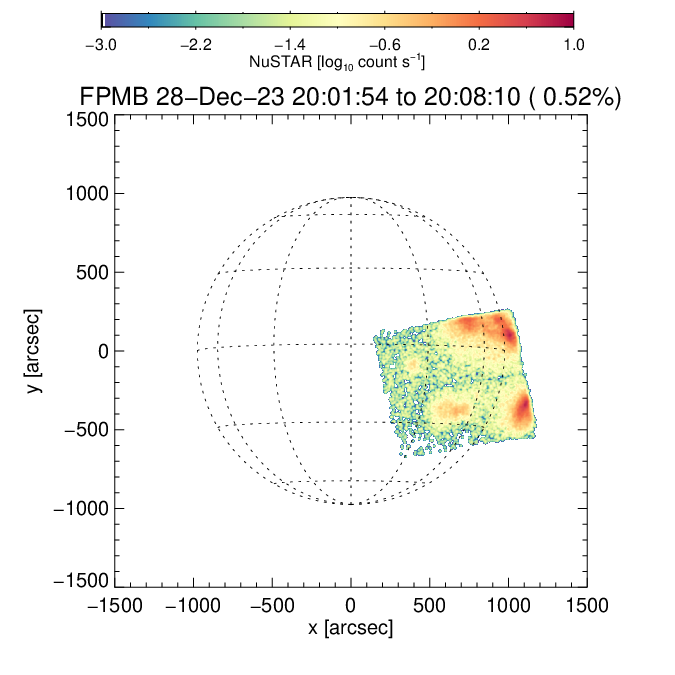 −3.0 −2.2 −1.4 −0.6 0.2 1.0
NuSTAR [log₁₀ count s⁻¹]
FPMB 28−Dec−23 20:01:54 to 20:08:10 ( 0.52%)
1500
1000
500
0
−500
−1000
−1500
y [arcsec]
−1500 −1000 −500 0 500 1000 1500
x [arcsec]